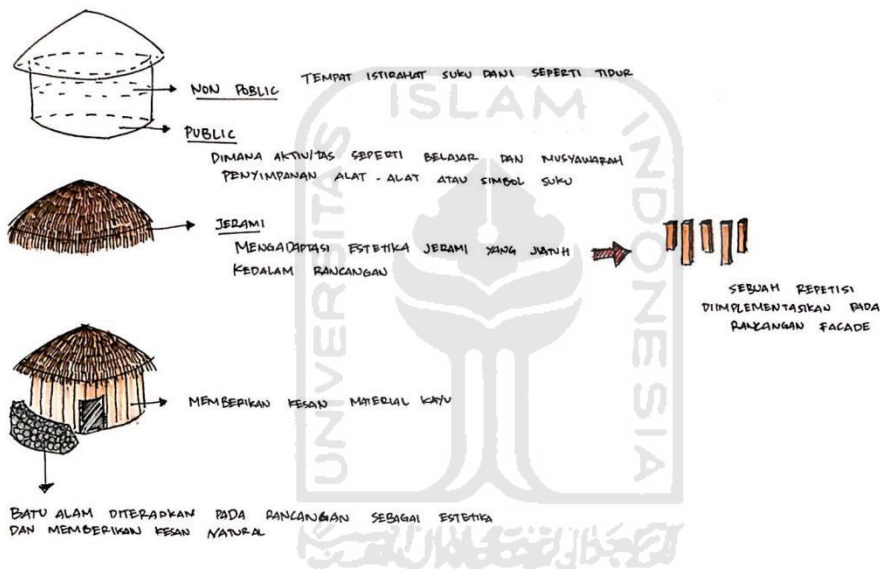 NON POBLIC
TEMPAT ISTIRAHAT SUKU DANI SEPERTI TIDUR
PUBLIC
DIMANA AKTIVITAS SEPERTI BELAJAR DAN MUSYAWARAH
PENYIMPANAN ALAT - ALAT ATAU SIMBOL SUKU
JERAMI
MENGADAPTASI ESTETIKA JERAMI YANG JATUH
KEDALAM RANCANGAN
SEBUAH REPETISI
DIIMPLEMENTASIKAN PADA
RANCANGAN FACADE
MEMBERIKAN KESAN MATERIAL KAYU
BATU ALAM DITERAPKAN PADA RANCANGAN SEBAGAI ESTETIKA
DAN MEMBERIKAN KESAN NATURAL
UNIVERSITAS
ISLAM
INDONESIA